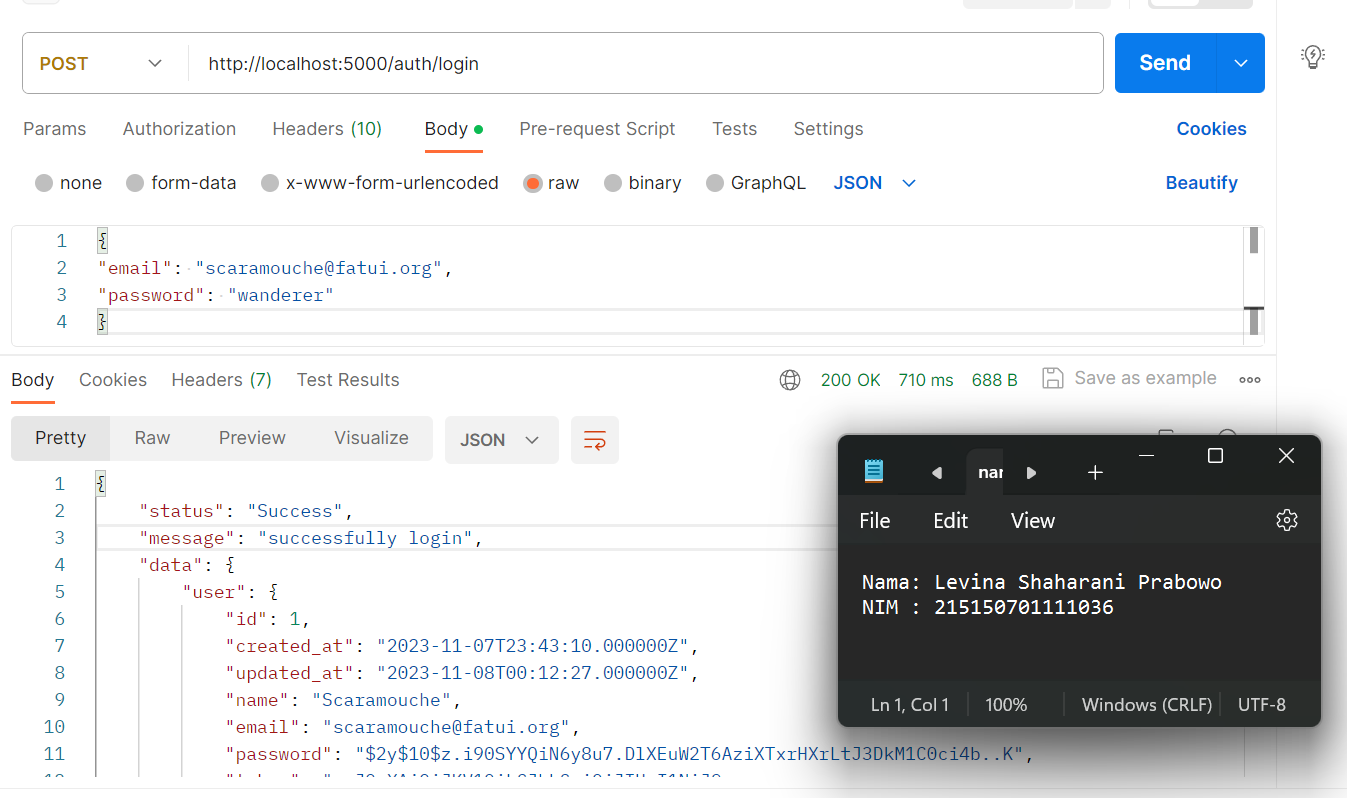 POST http://localhost:5000/auth/login Send
Params Authorization Headers (10) Body Pre-request Script Tests Settings Cookies
none form-data x-www-form-urlencoded raw binary GraphQL JSON Beautify
1 {
2 "email": "scaramouche@fatui.org",
3 "password": "wanderer"
4 }
Body Cookies Headers (7) Test Results 200 OK 710 ms 688 B Save as example
Pretty Raw Preview Visualize JSON
1 {
2 "status": "Success",
3 "message": "successfully login",
4 "data": {
5 "user": {
6 "id": 1,
7 "created_at": "2023-11-07T23:43:10.000000Z",
8 "updated_at": "2023-11-08T00:12:27.000000Z",
9 "name": "Scaramouche",
10 "email": "scaramouche@fatui.org",
11 "password": "$2y$10$z.i90SYYQiN6y8u7.DlXEuW2T6AziXTxrHXrLtJ3DkM1C0ci4b..K",
nar
File Edit View
Nama: Levina Shaharani Prabowo
NIM : 215150701111036
Ln 1, Col 1 100% Windows (CRLF) UTF-8